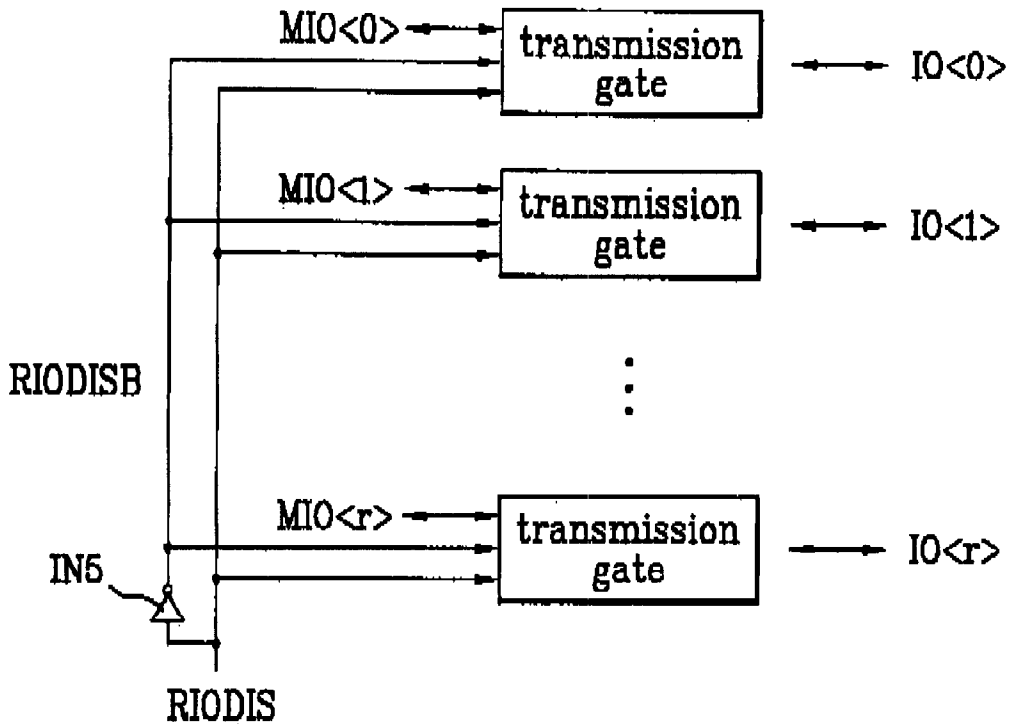 MIO<0>
transmission
gate
IO<0>
MIO<1>
transmission
gate
IO<1>
RIODISB
MIO<r>
transmission
gate
IO<r>
IN5
RIODIS